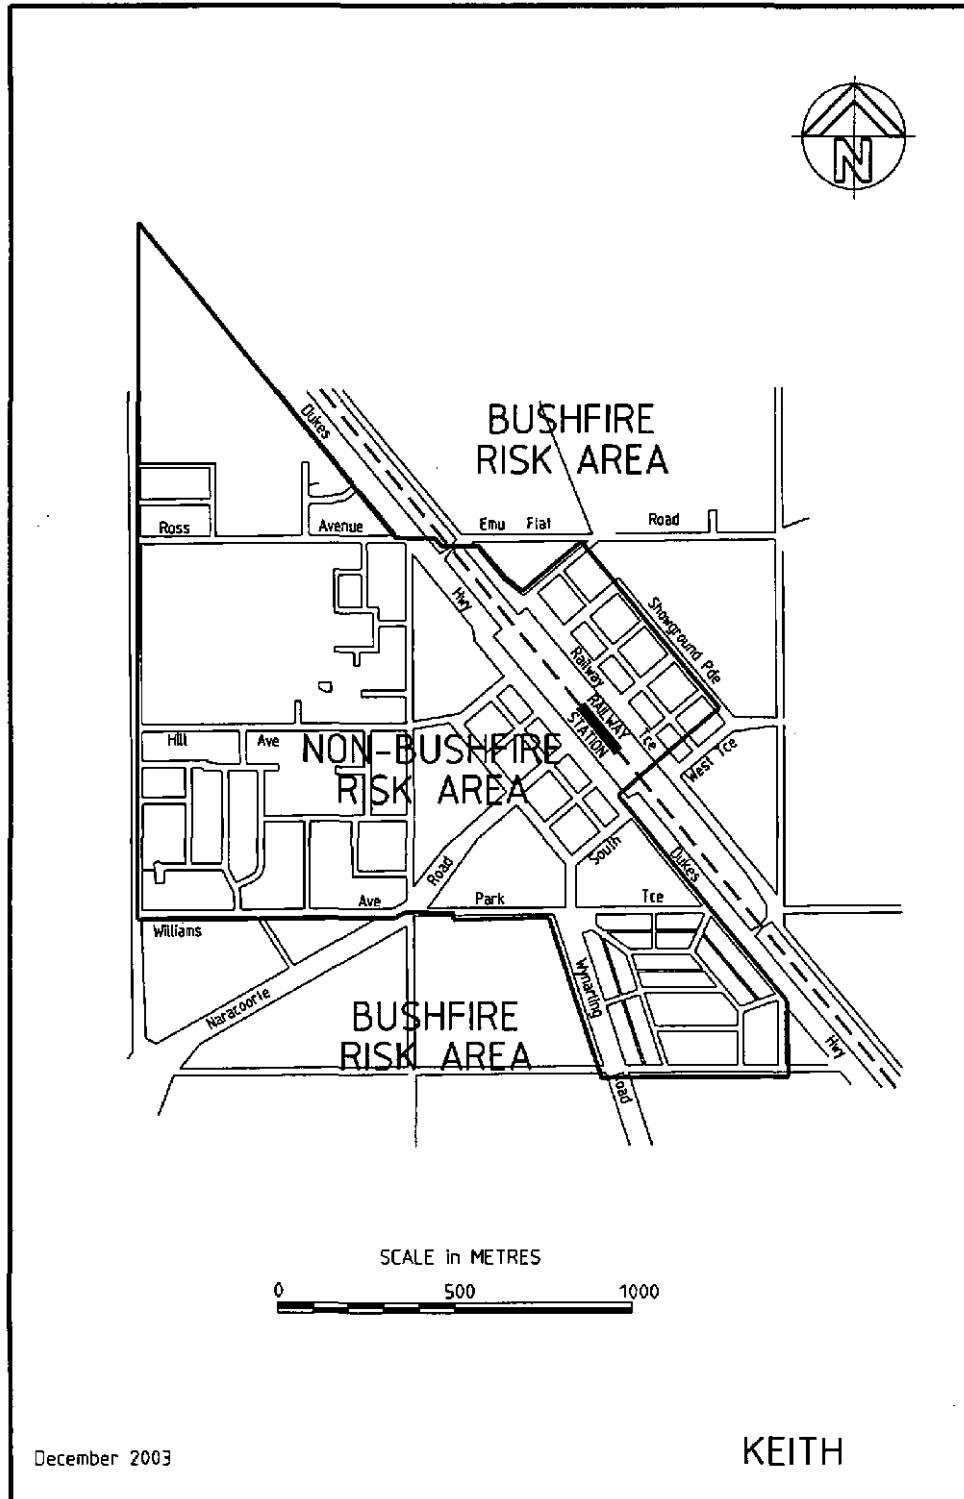 N
BUSHFIRE
RISK AREA
Dukes
Ross
Avenue
Emu Flat
Road
Hwy
Showground Pde
Railway
Tce
RAILWAY
STATION
Hill
Ave
NON-BUSHFIRE
RISK AREA
West Tce
South
Dukes
Road
Ave
Park
Tce
Williams
Wymarling
Naracoorte
BUSHFIRE
RISK AREA
Hwy
Road
SCALE in METRES
0 500 1000
December 2003
KEITH